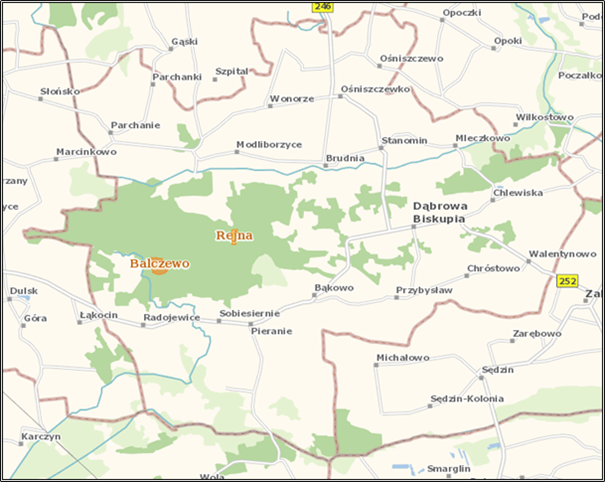 246
Opoczki
Gąski
Opoki
Szpital
Ośniszczewo
Parchanki
Słońsko
Wonorze
Ośniszczewko
Wilkostowo
Parchanie
Modliborzyce
Stanomin
Mleczkowo
Marcinkowo
Brudnia
Chlewiska
Dąbrowa
Biskupia
Rejna
Balczewo
Walentynowo
Chróstowo
252
Dulsk
Bąkowo
Przybysław
Góra
Łąkocin
Radojewice
Sobiesiernie
Pieranie
Zarębowo
Michałowo
Sędzin
Sędzin-Kolonia
Karczyn
Wola
Smarglin